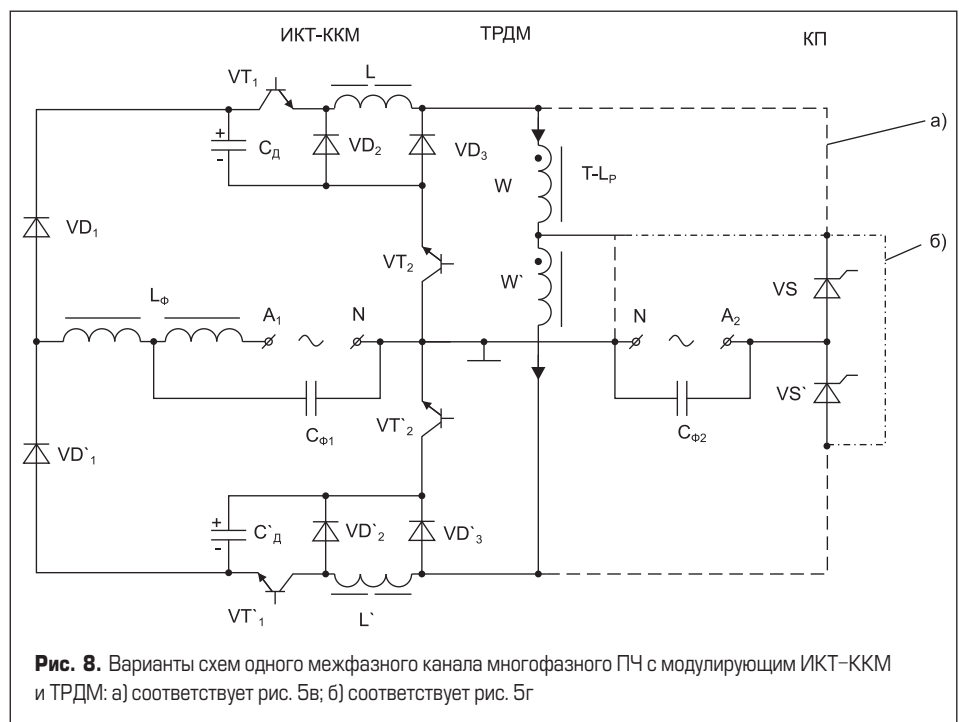 ИКТ-ККМ
ТРДМ
КП
VT1
L
а)
+
-
CД
VD2
VD3
W
T-LР
б)
VD1
VT2
W`
VS
LФ
A1
N
N
A2
VS`
CФ1
VT`2
CФ2
VD`1
+
-
C`Д
VD`2
VD`3
VT`1
L`
Рис. 8. Варианты схем одного межфазного канала многофазного ПЧ с модулирующим ИКТ–ККМ
и ТРДМ: а) соответствует рис. 5в; б) соответствует рис. 5г